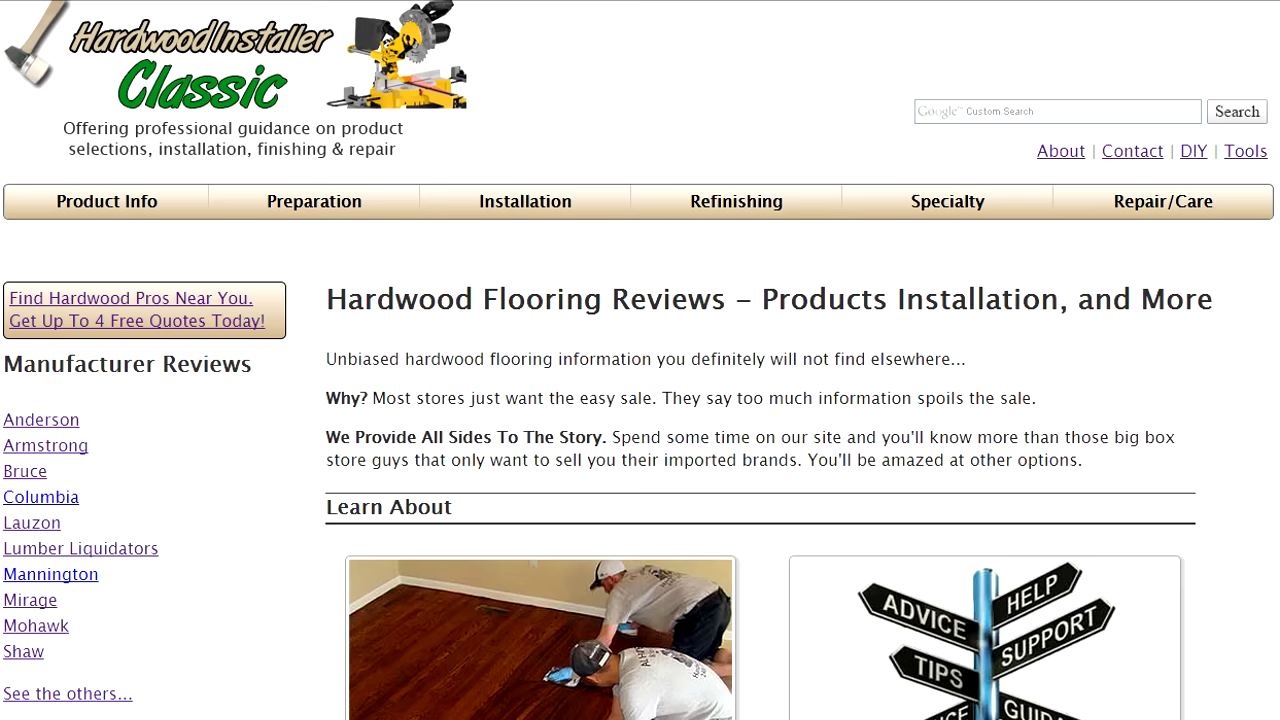 HardwoodInstaller
Classic
Offering professional guidance on product
selections, installation, finishing & repair
Google™ Custom Search
Search
About | Contact | DIY | Tools
Product Info
Preparation
Installation
Refinishing
Specialty
Repair/Care
Find Hardwood Pros Near You.
Get Up To 4 Free Quotes Today!
Manufacturer Reviews
Anderson
Armstrong
Bruce
Columbia
Lauzon
Lumber Liquidators
Mannington
Mirage
Mohawk
Shaw
See the others...
Hardwood Flooring Reviews – Products Installation, and More
Unbiased hardwood flooring information you definitely will not find elsewhere...
Why? Most stores just want the easy sale. They say too much information spoils the sale.
We Provide All Sides To The Story. Spend some time on our site and you'll know more than those big box
store guys that only want to sell you their imported brands. You'll be amazed at other options.
Learn About
ADVICE
HELP
SUPPORT
TIPS